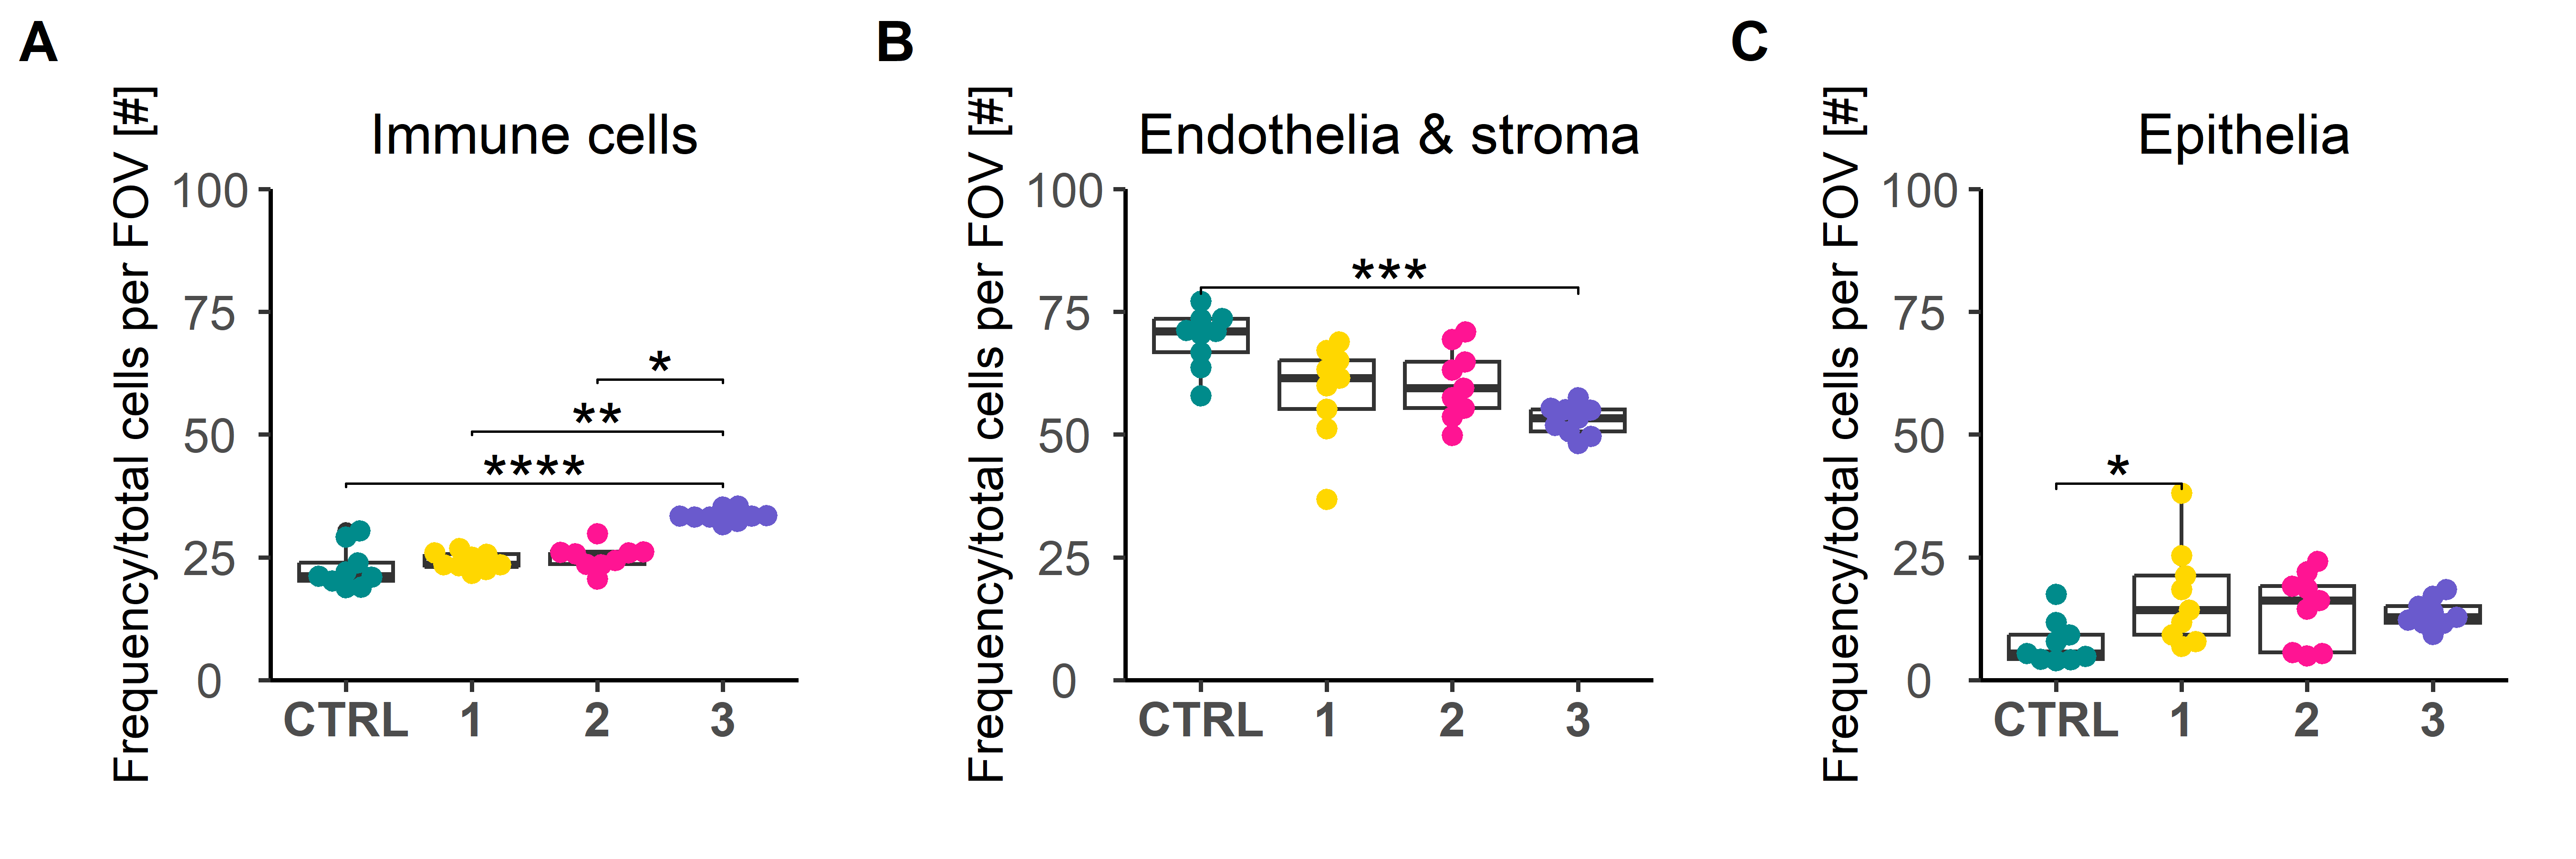 A
Immune cells
Frequency/total cells per FOV [#]
100
75
50
25
0
*
**
****
CTRL 1 2 3
B
Endothelia & stroma
Frequency/total cells per FOV [#]
100
75
50
25
0
***
CTRL 1 2 3
C
Epithelia
Frequency/total cells per FOV [#]
100
75
50
25
0
*
CTRL 1 2 3